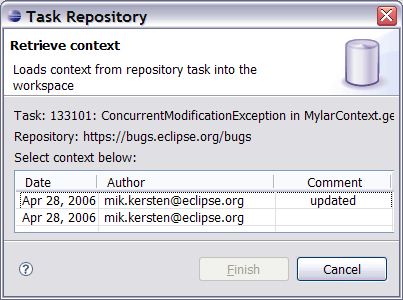 Task Repository
Retrieve context
Loads context from repository task into the
workspace
Task: 133101: ConcurrentModificationException in MylarContext.ge
Repository: https://bugs.eclipse.org/bugs
Select context below:
Date Author Comment
Apr 28, 2006 mik.kersten@eclipse.org updated
Apr 28, 2006 mik.kersten@eclipse.org
? Finish Cancel